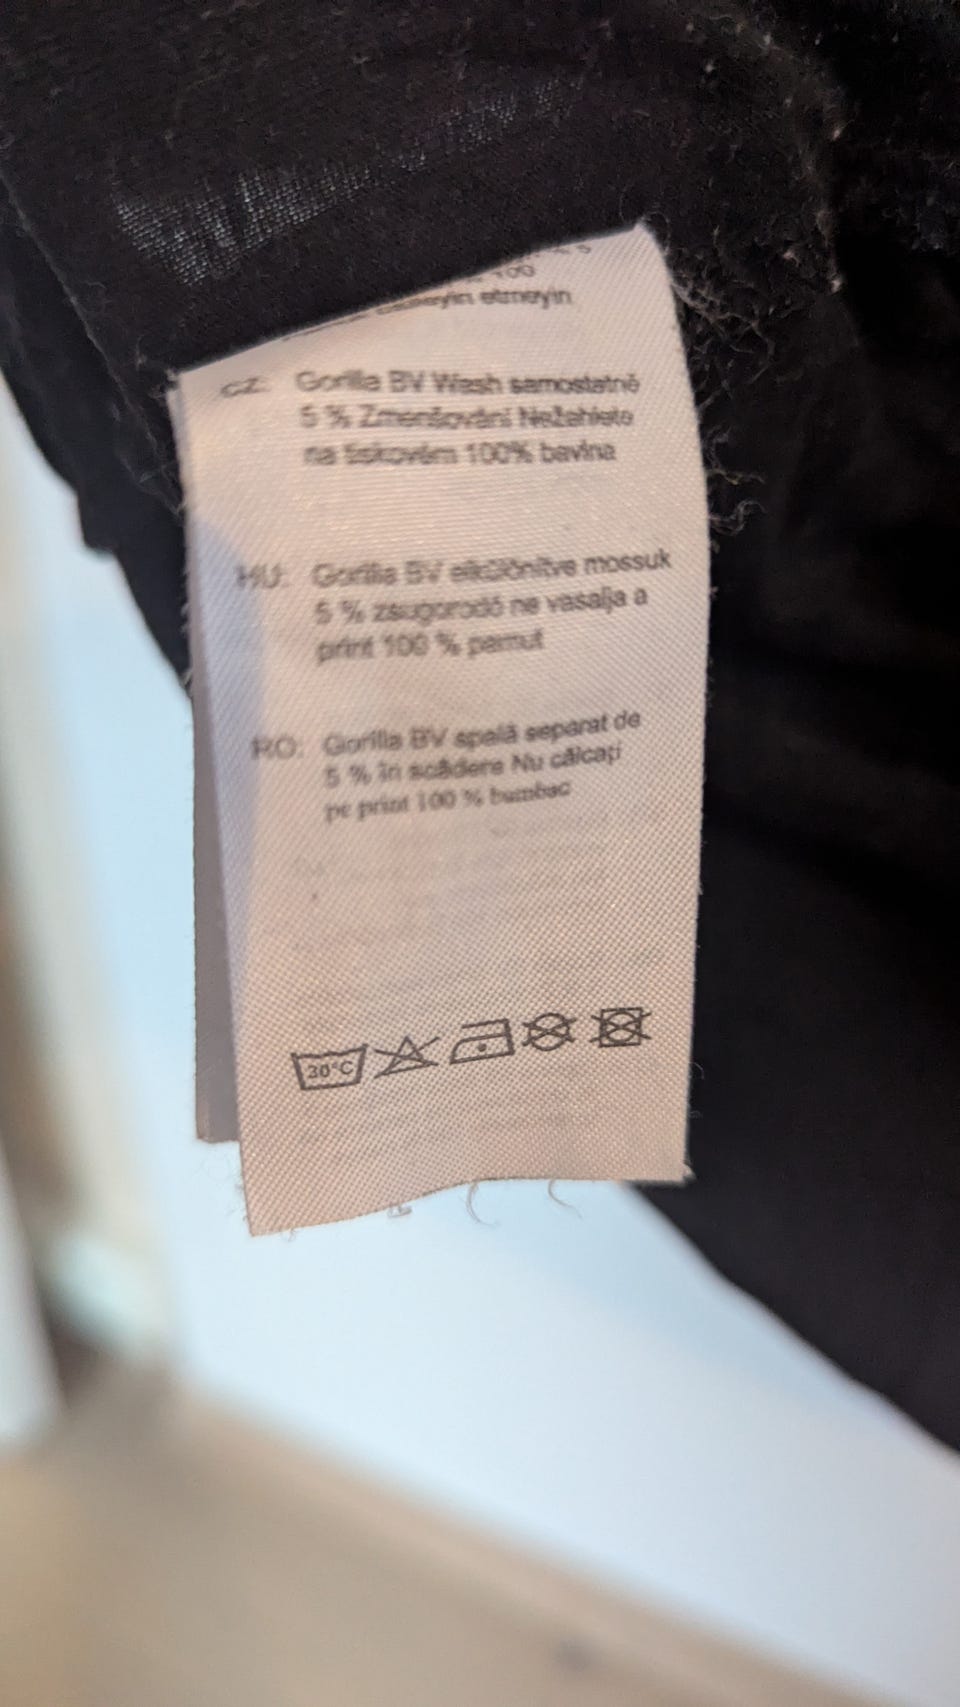 100
etmeyin
CZ: Gorilla BV Wash samostatně
5 % Zmenšování Nežehlete
na tiskovém 100% bavlna
HU: Gorilla BV elkülönítve mossuk
5 % zsugorodó ne vasalja a
print 100 % pamut
RO: Gorilla BV spală separat de
5 % în scădere Nu călcați
pe print 100 % bumbac
30°C